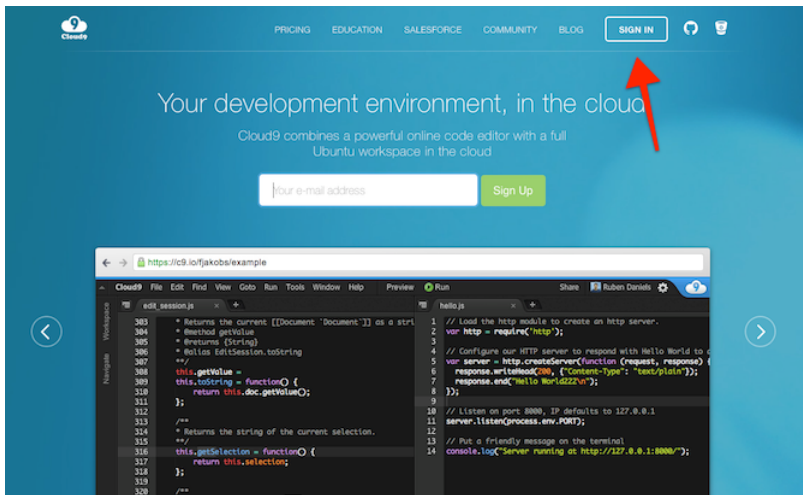 9
Cloud9
PRICING EDUCATION SALESFORCE COMMUNITY BLOG SIGN IN
Your development environment, in the cloud
Cloud9 combines a powerful online code editor with a full
Ubuntu workspace in the cloud
Your e-mail address Sign Up
https://c9.io/fjakobs/example
Cloud9 File Edit Find View Goto Run Tools Window Help Preview Run Share Ruben Daniels 9
Workspace
Navigate
edit_session.js × +
303 * Returns the current [[Document `Document`]] as a stri
304 * @method getValue
305 * @returns {String}
306 * @alias EditSession.toString
307 **/
308 this.getValue =
309 this.toString = function() {
310 return this.doc.getValue();
311 };
312
313 /**
314 * Returns the string of the current selection.
315 **/
316 this.getSelection = function() {
317 return this.selection;
318 };
319
320 /**
hello.js × +
1 // Load the http module to create an http server.
2 var http = require('http');
3
4 // Configure our HTTP server to respond with Hello World to
5 var server = http.createServer(function (request, response) {
6 response.writeHead(200, {"Content-Type": "text/plain"});
7 response.end("Hello WorldZZZ\n");
8 });
9
10 // Listen on port 8000, IP defaults to 127.0.0.1
11 server.listen(process.env.PORT);
12
13 // Put a friendly message on the terminal
14 console.log("Server running at http://127.0.0.1:8000/");